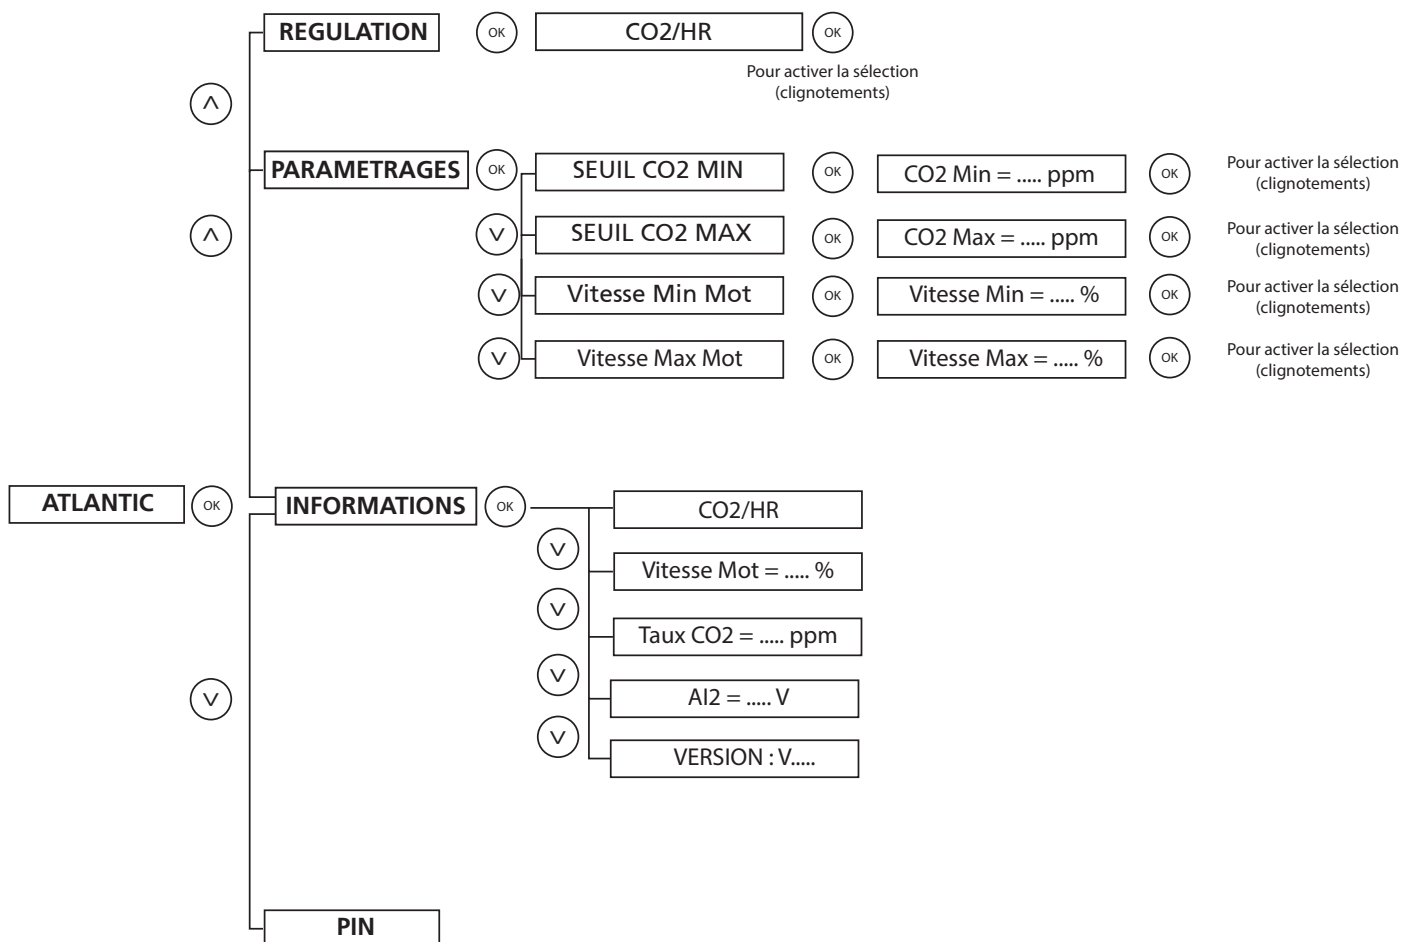 REGULATION OK CO2/HR OK
Pour activer la sélection
(clignotements)
PARAMETRAGES OK SEUIL CO2 MIN OK CO2 Min = ..... ppm OK
Pour activer la sélection
(clignotements)
SEUIL CO2 MAX OK CO2 Max = ..... ppm OK
Pour activer la sélection
(clignotements)
Vitesse Min Mot OK Vitesse Min = ..... % OK
Pour activer la sélection
(clignotements)
Vitesse Max Mot OK Vitesse Max = ..... % OK
Pour activer la sélection
(clignotements)
ATLANTIC OK INFORMATIONS OK CO2/HR
Vitesse Mot = ..... %
Taux CO2 = ..... ppm
AI2 = ..... V
VERSION : V.....
PIN